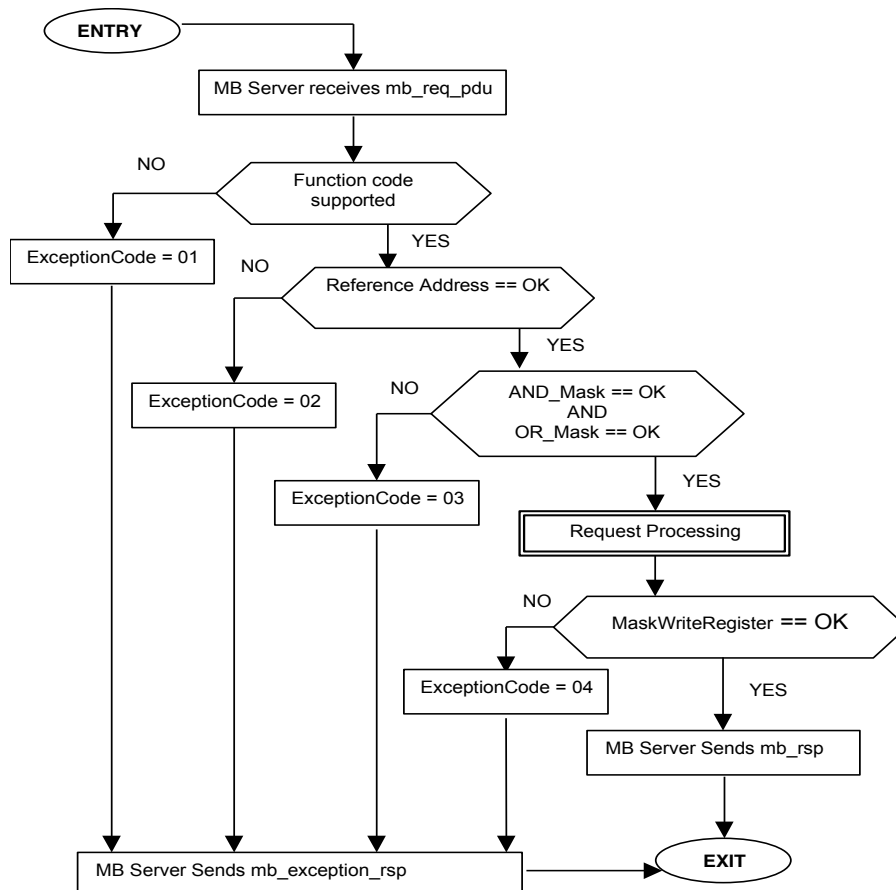 ENTRY
MB Server receives mb_req_pdu
NO
Function code
supported
YES
ExceptionCode = 01
NO
Reference Address == OK
YES
NO
ExceptionCode = 02
AND_Mask == OK
AND
OR_Mask == OK
YES
ExceptionCode = 03
Request Processing
NO
MaskWriteRegister == OK
ExceptionCode = 04
YES
MB Server Sends mb_rsp
MB Server Sends mb_exception_rsp
EXIT